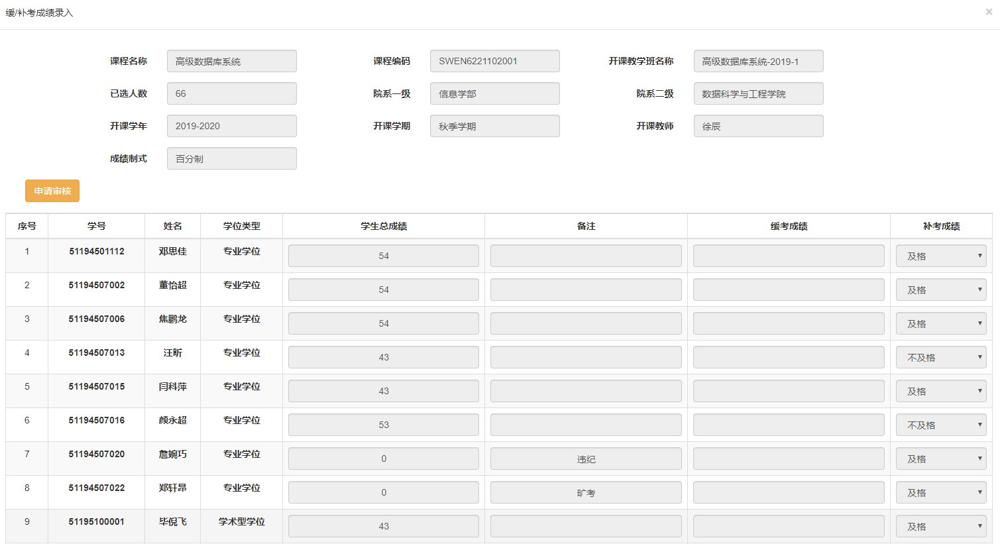 缓/补考成绩录入 ×
课程名称 高级数据库系统 课程编码 SWEN6221102001 开课教学班名称 高级数据库系统-2019-1
已选人数 66 院系一级 信息学部 院系二级 数据科学与工程学院
开课学年 2019-2020 开课学期 秋季学期 开课教师 徐辰
成绩制式 百分制
申请审核
序号 学号 姓名 学位类型 学生总成绩 备注 缓考成绩 补考成绩
1 51194501112 邓思佳 专业学位 54 及格
2 51194507002 董怡超 专业学位 54 及格
3 51194507006 焦鹏龙 专业学位 54 及格
4 51194507013 汪昕 专业学位 43 不及格
5 51194507015 闫科萍 专业学位 43 及格
6 51194507016 颜永超 专业学位 53 不及格
7 51194507020 詹婉巧 专业学位 0 违纪 及格
8 51194507022 郑轩昂 专业学位 0 旷考 及格
9 51195100001 毕倪飞 学术型学位 43 及格